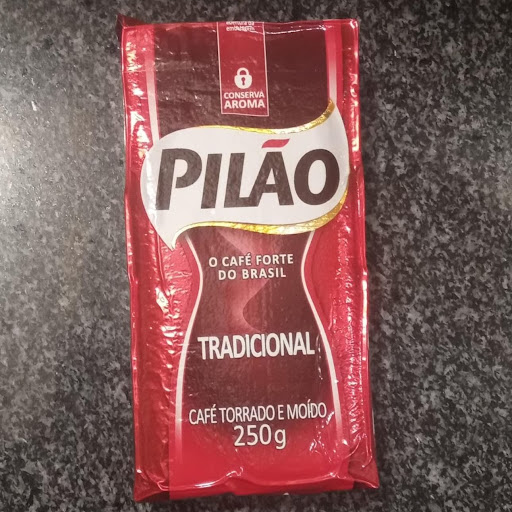 CONSERVA
AROMA
PILÃO
O CAFÉ FORTE
DO BRASIL
TRADICIONAL
CAFÉ TORRADO E MOÍDO
250g